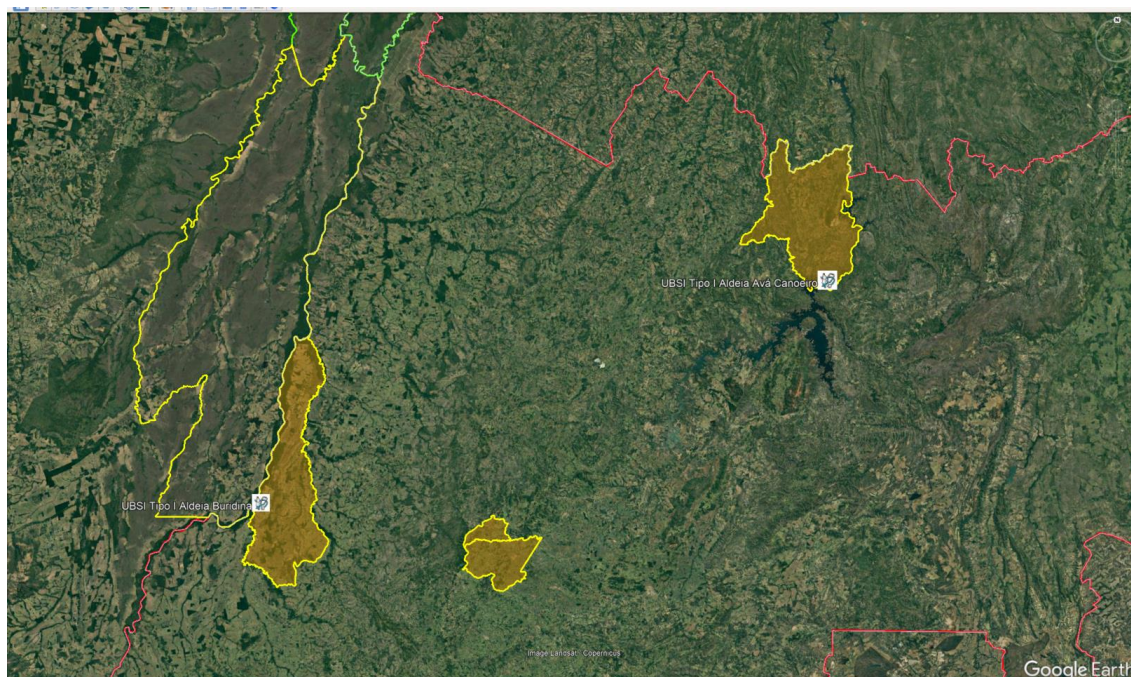 UBSI Tipo I Aldeia Avá Canoeiro
UBSI Tipo I Aldeia Buridina
Image Landsat / Copernicus
Google Earth